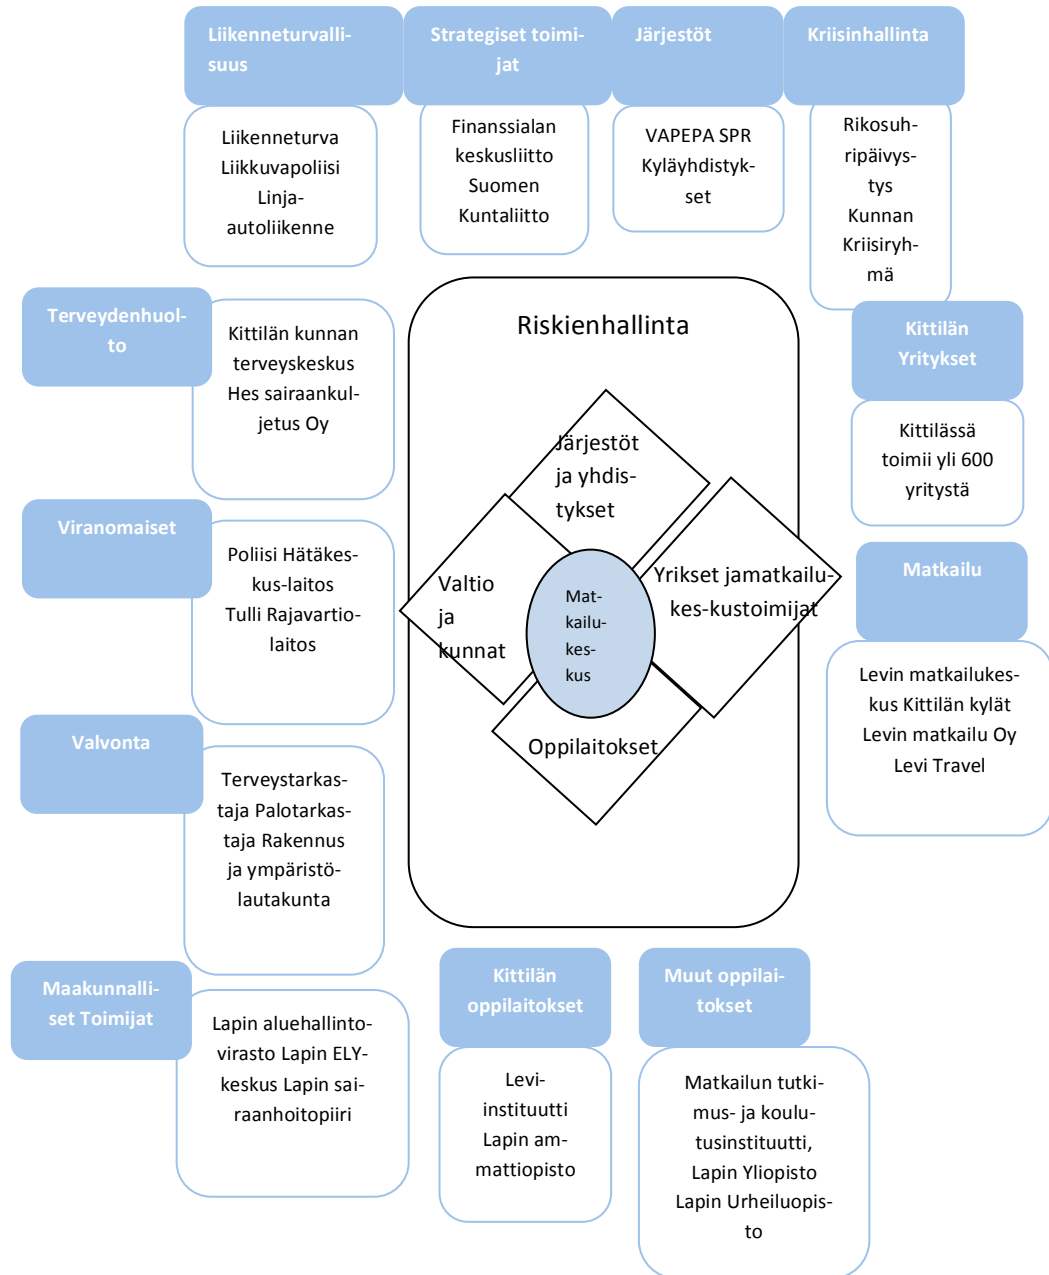 Liikenneturvalli-
suus
Strategiset toimi-
jat
Järjestöt
Kriisinhallinta
Liikenneturva
Liikkuvapoliisi
Linja-
autoliikenne
Finanssialan
keskusliitto
Suomen
Kuntaliitto
VAPEPA SPR
Kyläyhdistyk-
set
Rikosuh-
ripäivys-
tys
Kunnan
Kriisiryh-
mä
Terveydenhuol-
to
Kittilän kunnan
terveyskeskus
Hes sairaankul-
jetus Oy
Riskienhallinta
Kittilän
Yritykset
Kittilässä
toimii yli 600
yritystä
Järjestöt
ja yhdis-
tykset
Viranomaiset
Poliisi Hätäkes-
kus-laitos
Tulli Rajavartio-
laitos
Valtio
ja
kunnat
Mat-
kailu-
kes-
kus
Yrikset jamatkailu-
kes-kustoimijat
Matkailu
Levin matkailukes-
kus Kittilän kylät
Levin matkailu Oy
Levi Travel
Oppilaitokset
Valvonta
Terveystarkas-
taja Palotarkas-
taja Rakennus
ja ympäristö-
lautakunta
Maakunnalli-
set Toimijat
Lapin aluehallinto-
virasto Lapin ELY-
keskus Lapin sai-
raanhoitopiiri
Kittilän
oppilaitokset
Levi-
instituutti
Lapin am-
mattiopisto
Muut oppilai-
tokset
Matkailun tutki-
mus- ja koulu-
tusinstituutti,
Lapin Yliopisto
Lapin Urheiluopis-
to